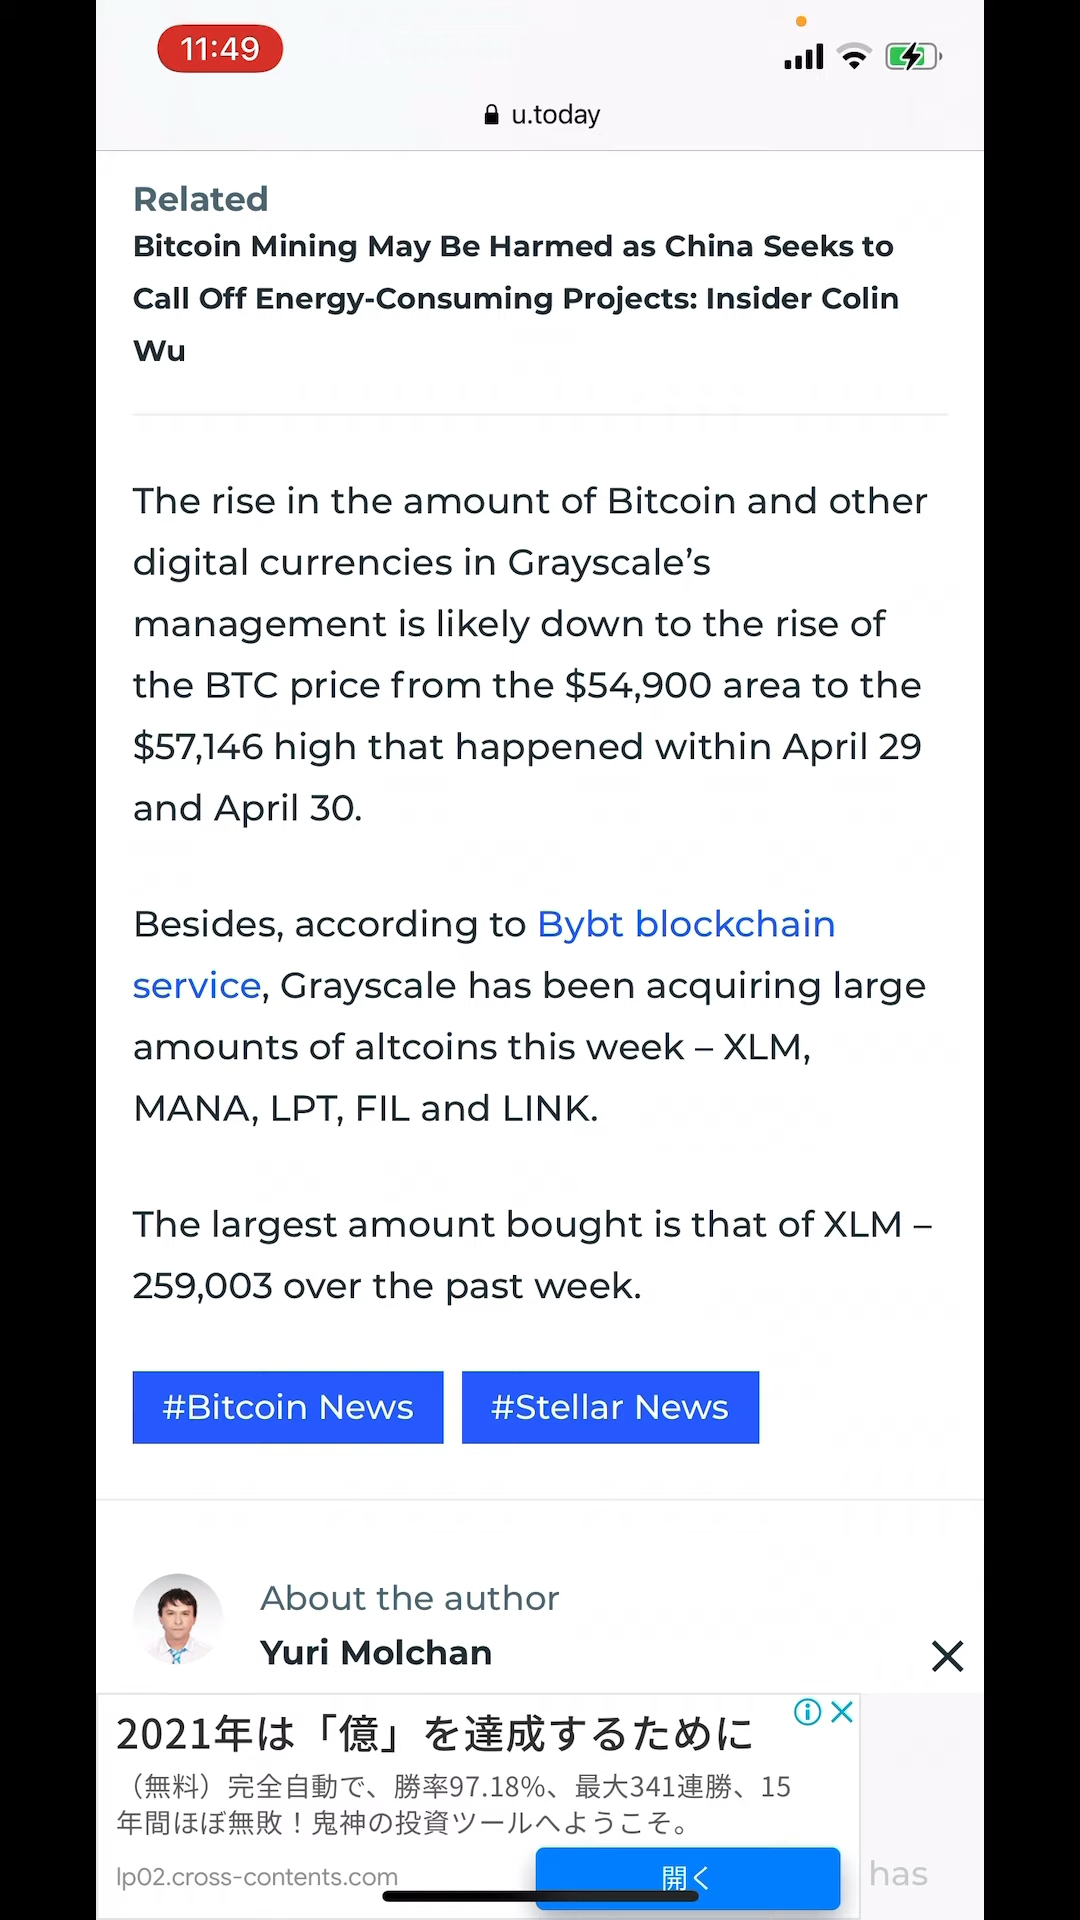 11:49
u.today
Related
Bitcoin Mining May Be Harmed as China Seeks to
Call Off Energy-Consuming Projects: Insider Colin
Wu
The rise in the amount of Bitcoin and other
digital currencies in Grayscale’s
management is likely down to the rise of
the BTC price from the $54,900 area to the
$57,146 high that happened within April 29
and April 30.
Besides, according to Bybt blockchain
service, Grayscale has been acquiring large
amounts of altcoins this week – XLM,
MANA, LPT, FIL and LINK.
The largest amount bought is that of XLM –
259,003 over the past week.
#Bitcoin News #Stellar News
About the author
Yuri Molchan
2021年は「億」を達成するために
（無料）完全自動で、勝率97.18%、最大341連勝、15
年間ほぼ無敗！鬼神の投資ツールへようこそ。
lp02.cross-contents.com
開く
has